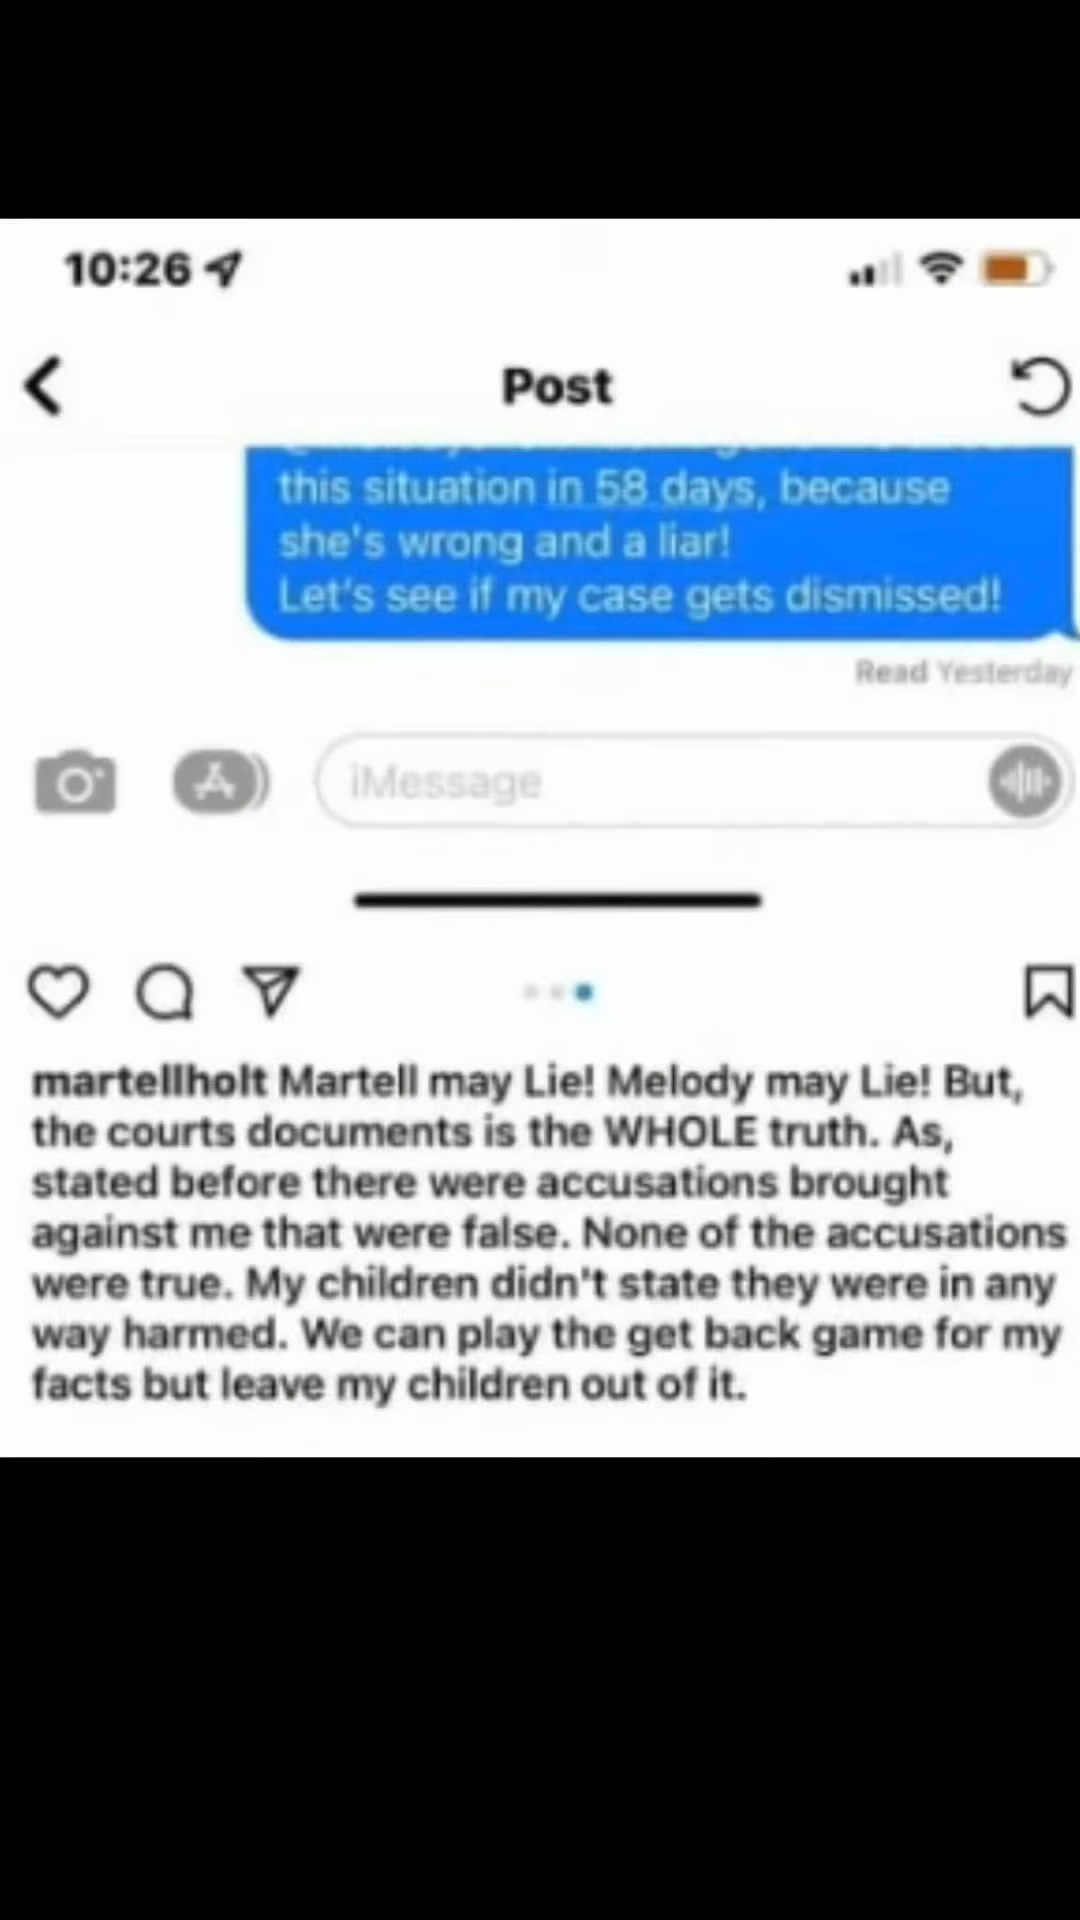 10:26
Post
this situation in 58 days, because
she's wrong and a liar!
Let's see if my case gets dismissed!
Read Yesterday
iMessage
martellholt Martell may Lie! Melody may Lie! But,
the courts documents is the WHOLE truth. As,
stated before there were accusations brought
against me that were false. None of the accusations
were true. My children didn't state they were in any
way harmed. We can play the get back game for my
facts but leave my children out of it.